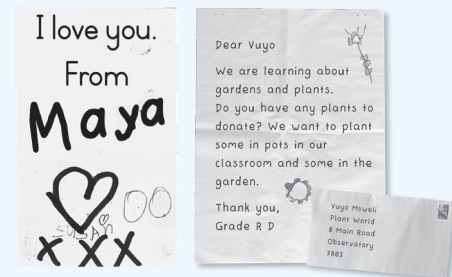 I love you.
From
Maya
XXX
Dear Vuyo
We are learning about
gardens and plants.
Do you have any plants to
donate? We want to plant
some in pots in our
classroom and some in the
garden.
Thank you,
Grade R D
Vuyo Msweli
Plant World
8 Main Road
Observatory
7803